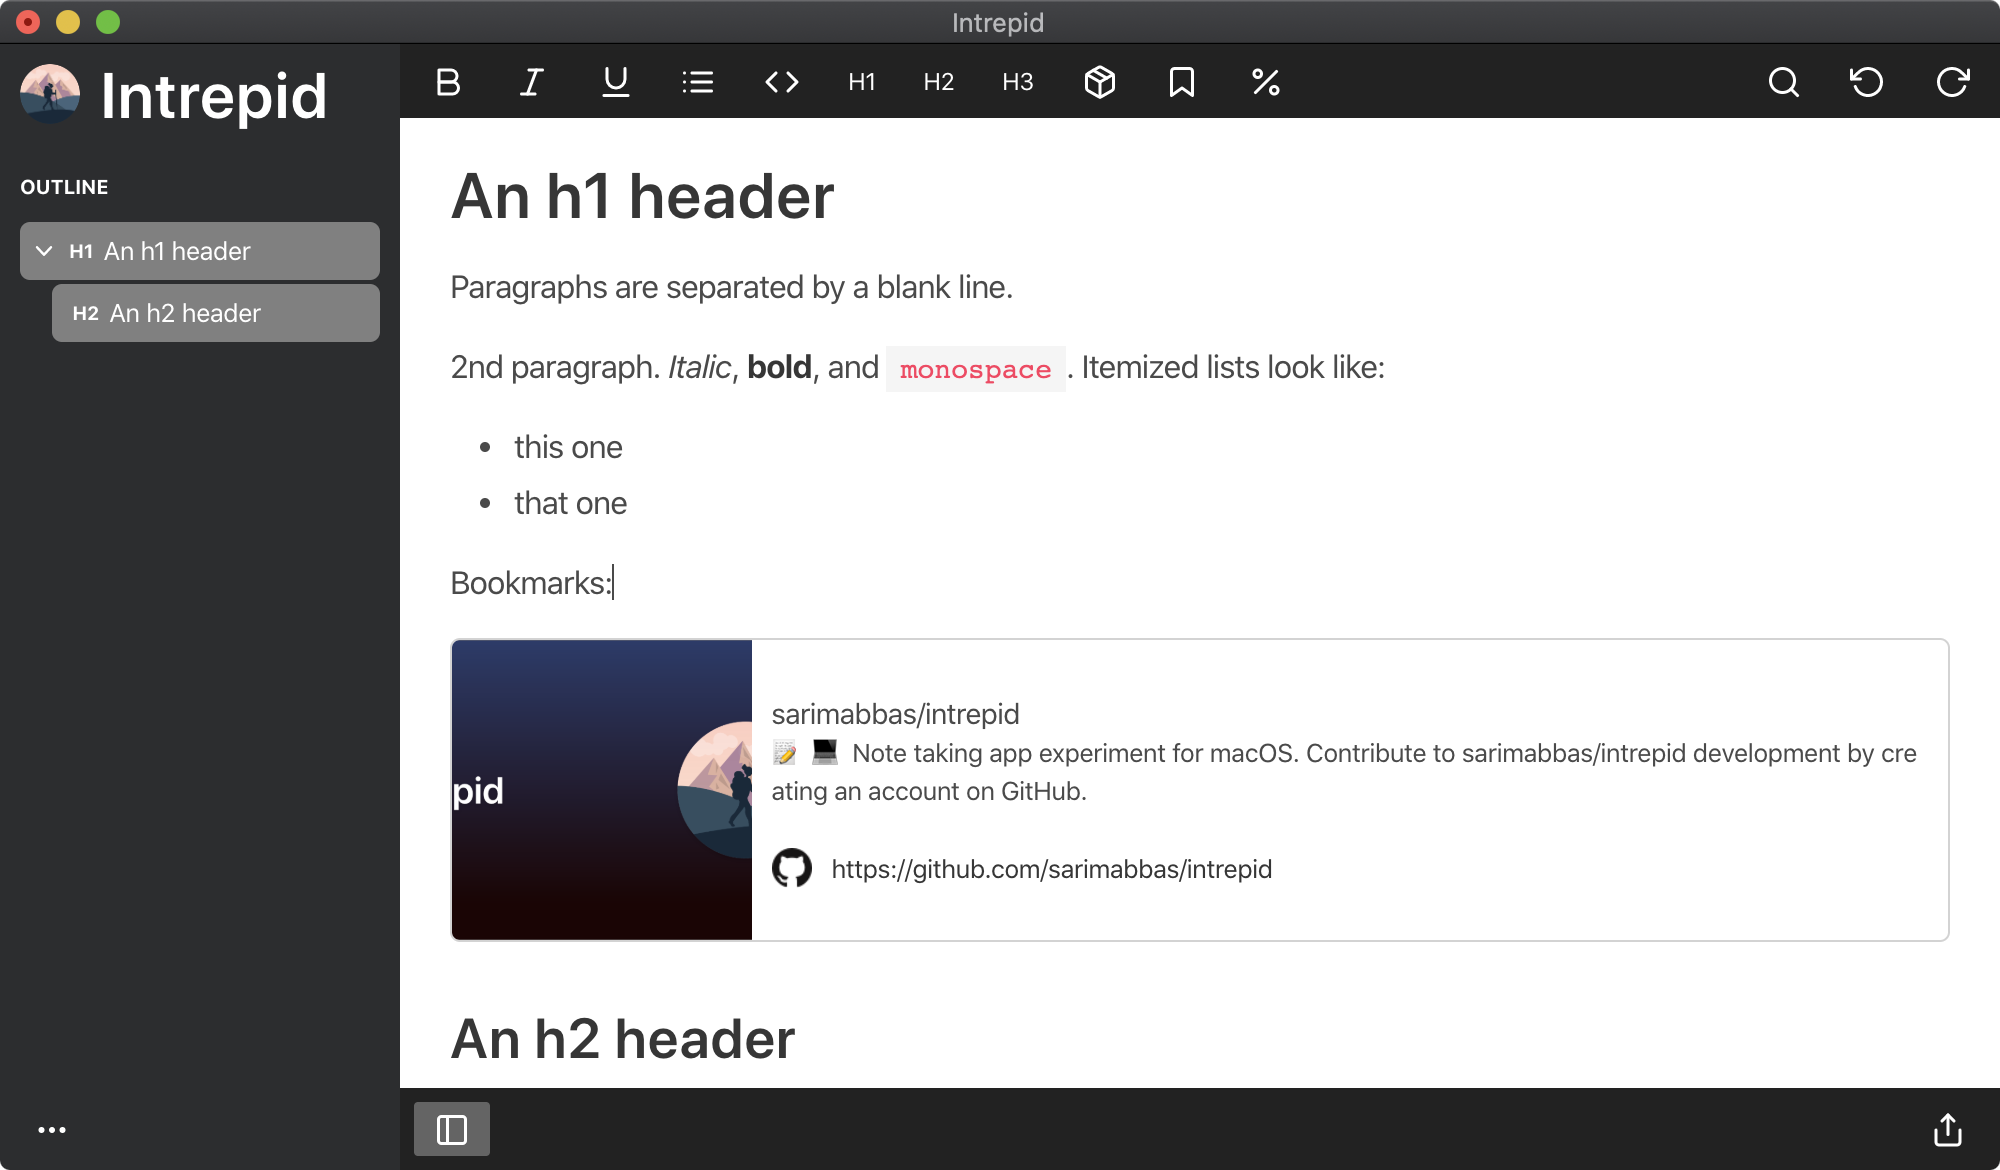 Intrepid
Intrepid
H1 H2 H3
OUTLINE
H1 An h1 header
H2 An h2 header
An h1 header
Paragraphs are separated by a blank line.
2nd paragraph. Italic, bold, and monospace. Itemized lists look like:
• this one
• that one
Bookmarks:
pid
sarimabbas/intrepid
📝 💻 Note taking app experiment for macOS. Contribute to sarimabbas/intrepid development by cre
ating an account on GitHub.
https://github.com/sarimabbas/intrepid
An h2 header